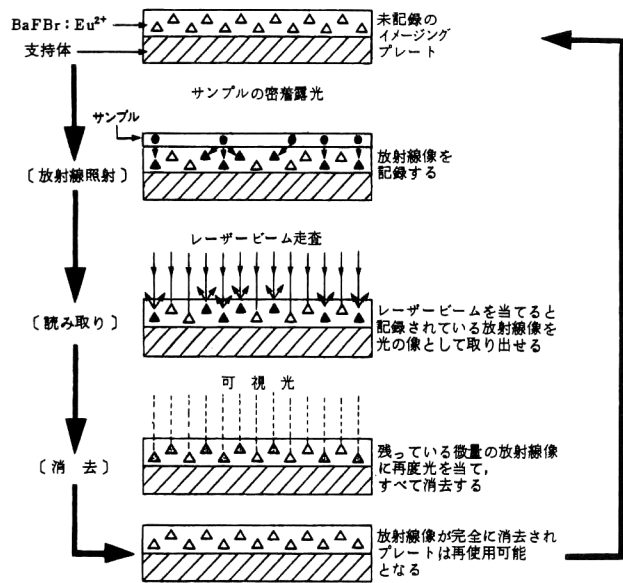 BaFBr：Eu²⁺
支持体
未記録の
イメージング
プレート
サンプルの密着露光
サンプル
〔放射線照射〕
放射線像を
記録する
レーザービーム走査
〔読み取り〕
レーザービームを当てると
記録されている放射線像を
光の像として取り出せる
可視光
〔消去〕
残っている微量の放射線像
に再度光を当て，
すべて消去する
放射線像が完全に消去され
プレートは再使用可能
となる